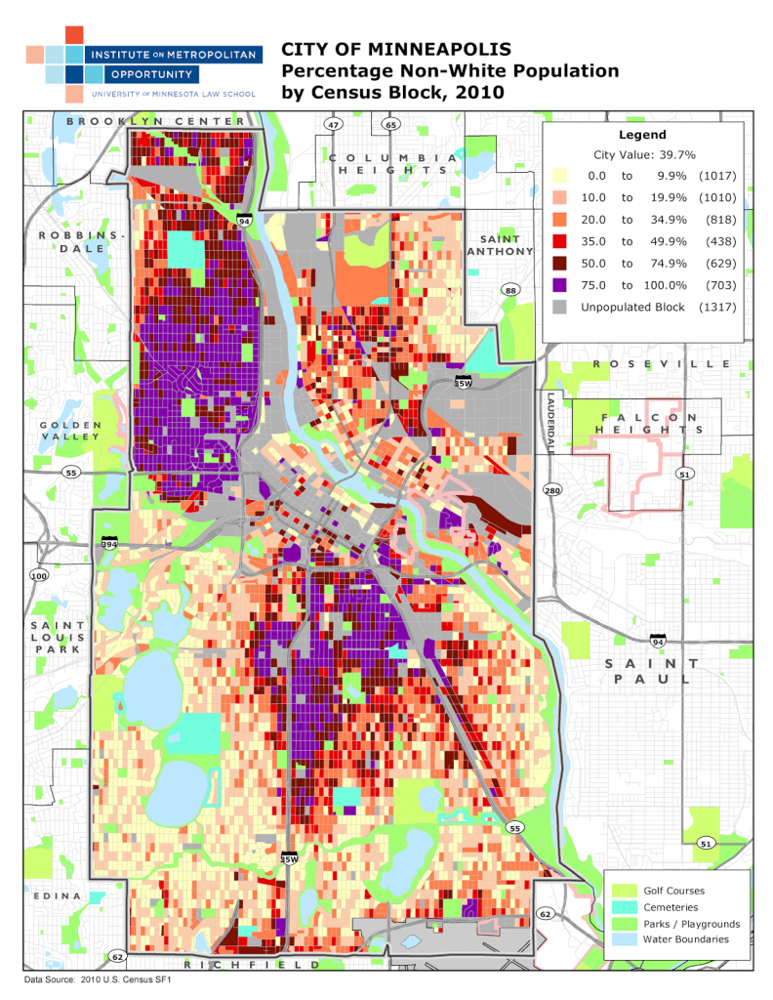 INSTITUTE ON METROPOLITAN
OPPORTUNITY
UNIVERSITY OF MINNESOTA LAW SCHOOL
CITY OF MINNEAPOLIS
Percentage Non-White Population
by Census Block, 2010
BROOKLYN CENTER
47
65
COLUMBIA
HEIGHTS
Legend
City Value: 39.7%
0.0 to 9.9% (1017)
10.0 to 19.9% (1010)
20.0 to 34.9% (818)
35.0 to 49.9% (438)
50.0 to 74.9% (629)
75.0 to 100.0% (703)
Unpopulated Block (1317)
94
ROBBINS-
DALE
SAINT
ANTHONY
88
ROSEVILLE
35W
LAUDERDALE
FALCON
HEIGHTS
GOLDEN
VALLEY
55
51
280
394
100
SAINT
LOUIS
PARK
94
SAINT
PAUL
55
51
35W
EDINA
62
62
RICHFIELD
Golf Courses
Cemeteries
Parks / Playgrounds
Water Boundaries
Data Source: 2010 U.S. Census SF1